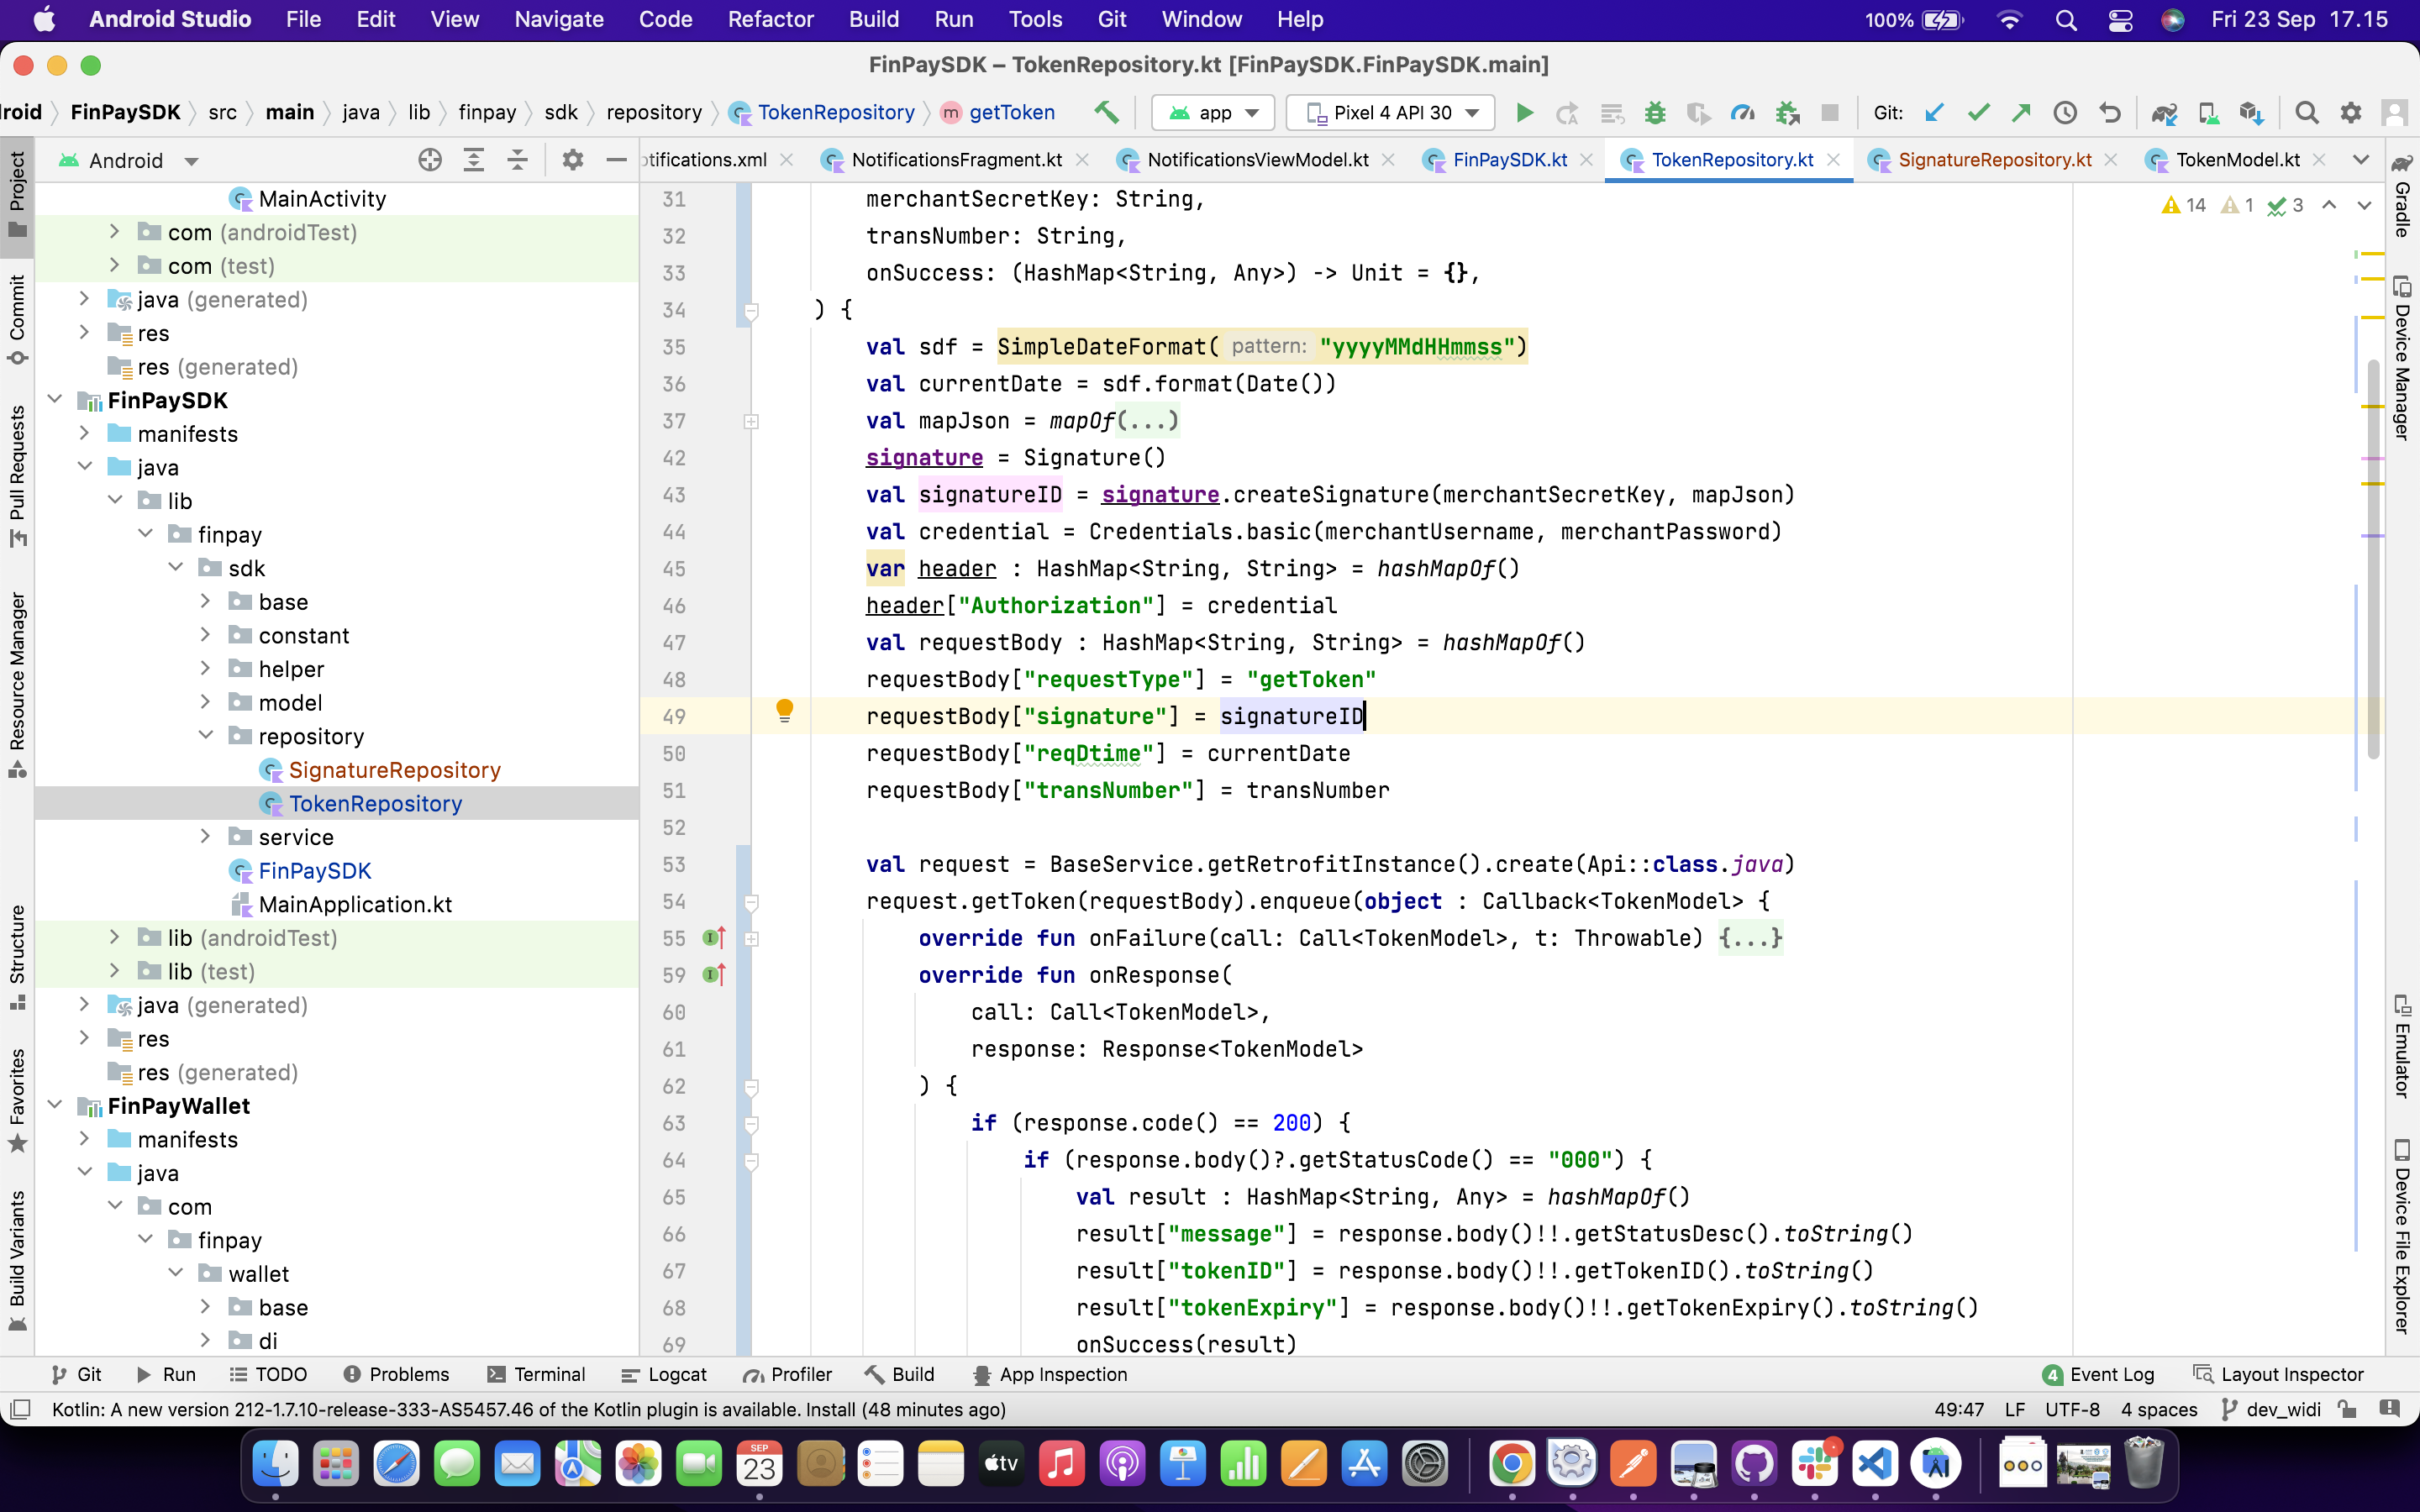 Android Studio File Edit View Navigate Code Refactor Build Run Tools Git Window Help 100% Fri 23 Sep 17.15
FinPaySDK – TokenRepository.kt [FinPaySDK.FinPaySDK.main]
roid FinPaySDK src main java lib finpay sdk repository TokenRepository m getToken app Pixel 4 API 30 Git:
Android
otifications.xml NotificationsFragment.kt NotificationsViewModel.kt FinPaySDK.kt TokenRepository.kt SignatureRepository.kt TokenModel.kt
Project
Commit
Pull Requests
Resource Manager
Structure
Favorites
Build Variants
MainActivity
com (androidTest)
com (test)
java (generated)
res
res (generated)
FinPaySDK
manifests
java
lib
finpay
sdk
base
constant
helper
model
repository
SignatureRepository
TokenRepository
service
FinPaySDK
MainApplication.kt
lib (androidTest)
lib (test)
java (generated)
res
res (generated)
FinPayWallet
manifests
java
com
finpay
wallet
base
di
14 1 3
31 merchantSecretKey: String,
32 transNumber: String,
33 onSuccess: (HashMap<String, Any>) -> Unit = {},
34 ) {
35 val sdf = SimpleDateFormat( pattern: "yyyyMMdHHmmss")
36 val currentDate = sdf.format(Date())
37 val mapJson = mapOf(...)
42 signature = Signature()
43 val signatureID = signature.createSignature(merchantSecretKey, mapJson)
44 val credential = Credentials.basic(merchantUsername, merchantPassword)
45 var header : HashMap<String, String> = hashMapOf()
46 header["Authorization"] = credential
47 val requestBody : HashMap<String, String> = hashMapOf()
48 requestBody["requestType"] = "getToken"
49 requestBody["signature"] = signatureID
50 requestBody["reqDtime"] = currentDate
51 requestBody["transNumber"] = transNumber
52
53 val request = BaseService.getRetrofitInstance().create(Api::class.java)
54 request.getToken(requestBody).enqueue(object : Callback<TokenModel> {
55 override fun onFailure(call: Call<TokenModel>, t: Throwable) {...}
59 override fun onResponse(
60 call: Call<TokenModel>,
61 response: Response<TokenModel>
62 ) {
63 if (response.code() == 200) {
64 if (response.body()?.getStatusCode() == "000") {
65 val result : HashMap<String, Any> = hashMapOf()
66 result["message"] = response.body()!!.getStatusDesc().toString()
67 result["tokenID"] = response.body()!!.getTokenID().toString()
68 result["tokenExpiry"] = response.body()!!.getTokenExpiry().toString()
69 onSuccess(result)
Gradle
Device Manager
Emulator
Device File Explorer
Git Run TODO Problems Terminal Logcat Profiler Build App Inspection 4 Event Log Layout Inspector
Kotlin: A new version 212-1.7.10-release-333-AS5457.46 of the Kotlin plugin is available. Install (48 minutes ago) 49:47 LF UTF-8 4 spaces dev_widi
SEP
23
tv